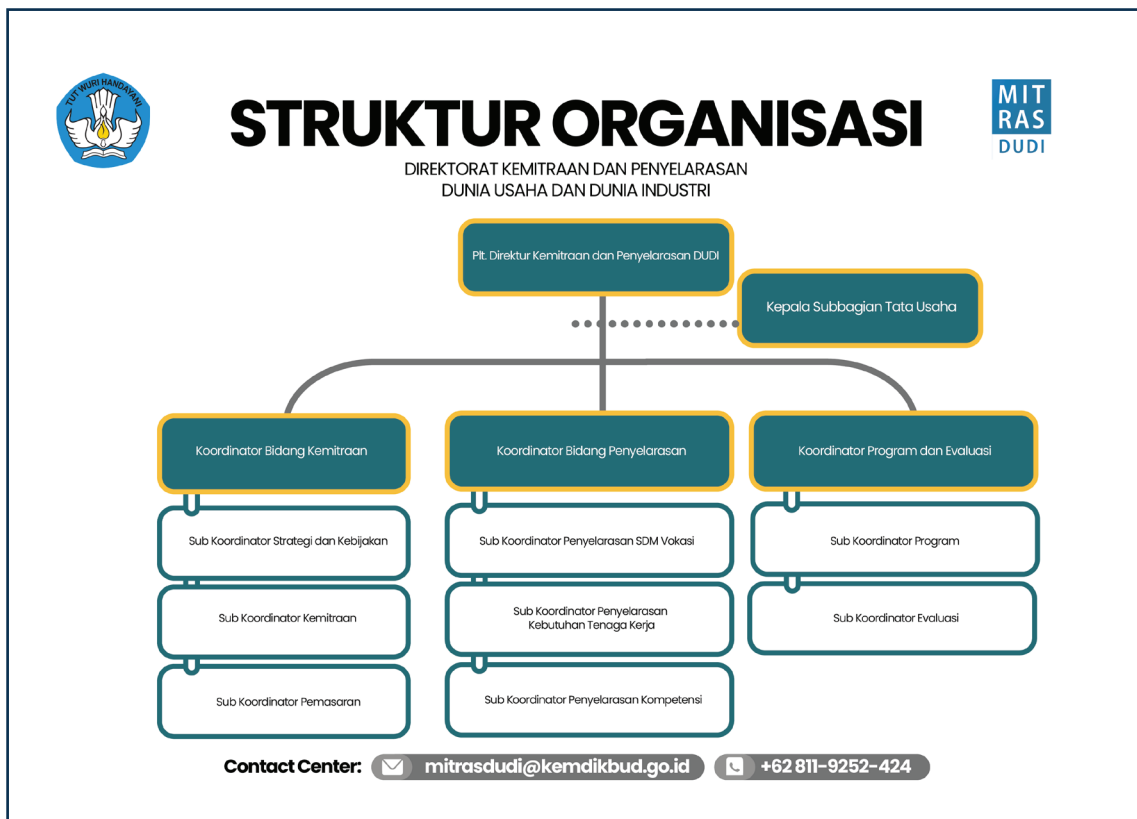 TUT WURI HANDAYANI
MIT
RAS
DUDI
STRUKTUR ORGANISASI
DIREKTORAT KEMITRAAN DAN PENYELARASAN
DUNIA USAHA DAN DUNIA INDUSTRI
Plt. Direktur Kemitraan dan Penyelarasan DUDI
Kepala Subbagian Tata Usaha
Koordinator Bidang Kemitraan
Koordinator Bidang Penyelarasan
Koordinator Program dan Evaluasi
Sub Koordinator Strategi dan Kebijakan
Sub Koordinator Penyelarasan SDM Vokasi
Sub Koordinator Program
Sub Koordinator Kemitraan
Sub Koordinator Penyelarasan
Kebutuhan Tenaga Kerja
Sub Koordinator Evaluasi
Sub Koordinator Pemasaran
Sub Koordinator Penyelarasan Kompetensi
Contact Center: mitrasdudi@kemdikbud.go.id +62 811-9252-424